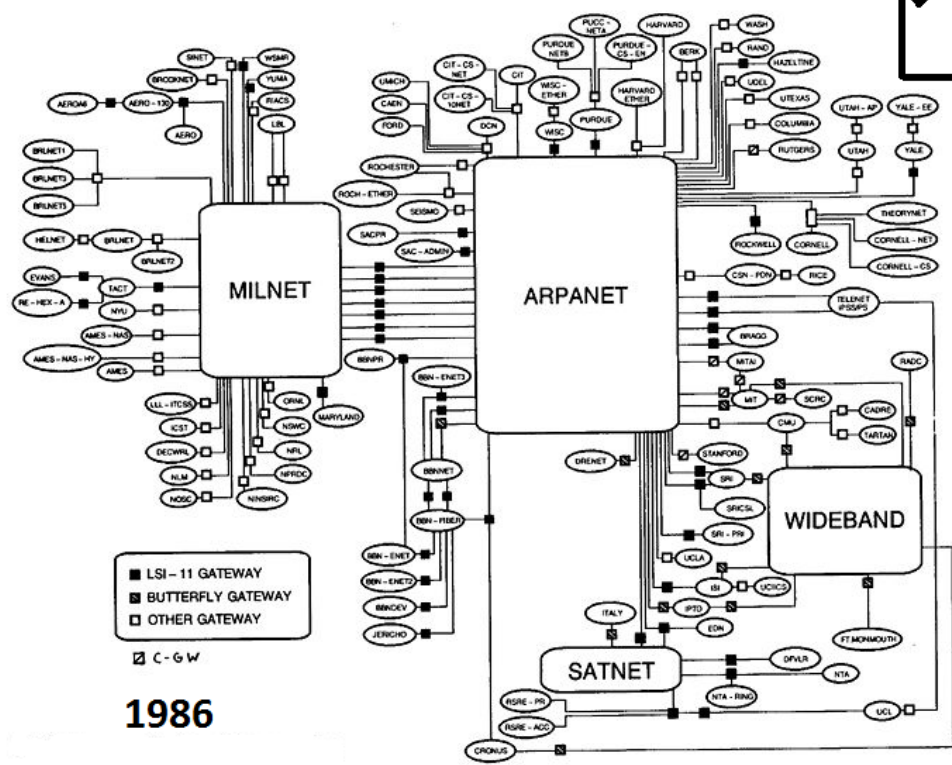 SINET
WSMR
BROOKNET
YUMA
RIACS
AERO - 130
AERO
LBL
BRLNET1
BRLNET3
BRLNET5
HELNET
BRLNET
BRLNET2
EVANS
TACT
RE - HEX - A
NYU
AMES - NAS
AMES - NAS - HY
AMES
MILNET
LLL - ITCSS
ICST
DECWRL
NLM
NOSC
ORNL
NSWC
NRL
NPRDC
NINSIRC
MARYLAND
UMICH
CAEN
FORD
CIT - CS -
NET
CIT - CS -
10NET
CIT
DCN
WISC
- ETHER
WISC
PURDUE
NETB
PUCC -
NETA
PURDUE -
CS - EN
PURDUE
HARVARD
HARVARD
ETHER
BERK
WASH
RAND
HAZELTINE
UDEL
UTEXAS
COLUMBIA
RUTGERS
UTAH - AP
UTAH
YALE - EE
YALE
ROCHESTER
ROCH - ETHER
SEISMO
SACPR
SAC - ADMIN
ARPANET
ROCKWELL
CORNELL
THEORYNET
CORNELL - NET
CORNELL - CS
CSN - PDN
RICE
TELENET
IPSS/PS
BRAGG
MITAI
MIT
SCRC
RADC
CMU
CADRE
TARTAN
BBNPR
BBN - ENET3
BBNNET
BBN - FIBER
BBN - ENET
BBN - ENET2
BBNDEV
JERICHO
DRENET
STANFORD
SRI
SRICSL
SRI - PRI
UCLA
ISI
UCIICS
IPTO
EDN
WIDEBAND
FT.MONMOUTH
ITALY
SATNET
DFVLR
NTA
NTA - RING
RSRE - PR
RSRE - ACC
UCL
CRONUS
LSI - 11 GATEWAY
BUTTERFLY GATEWAY
OTHER GATEWAY
C - GW
1986